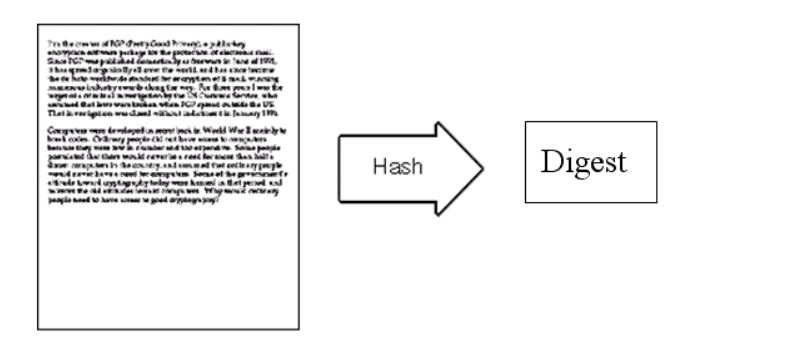 I'm the creator of PGP (Pretty Good Privacy), a public-key
encryption software package for the protection of electronic mail.
Since PGP was published domestically as freeware in June of 1991,
it has spread organically all over the world, and has since become
the de facto worldwide standard for encryption of E-mail, winning
numerous industry awards along the way. For three years I was the
target of a criminal investigation by the US Customs Service, who
assumed that laws were broken when PGP spread outside the US.
That investigation was closed without indictment in January 1996.
Computers were developed in secret back in World War II mainly to
break codes. Ordinary people did not have access to computers,
because they were few in number and too expensive. Some people
postulated that there would never be a need for more than half a
dozen computers in the country, and assumed that ordinary people
would never have a need for computers. Some of the government's
attitude toward cryptography today were formed in that period, and
the old attitudes toward computers. Why would ordinary
people need to have access to good cryptography?
Hash
Digest